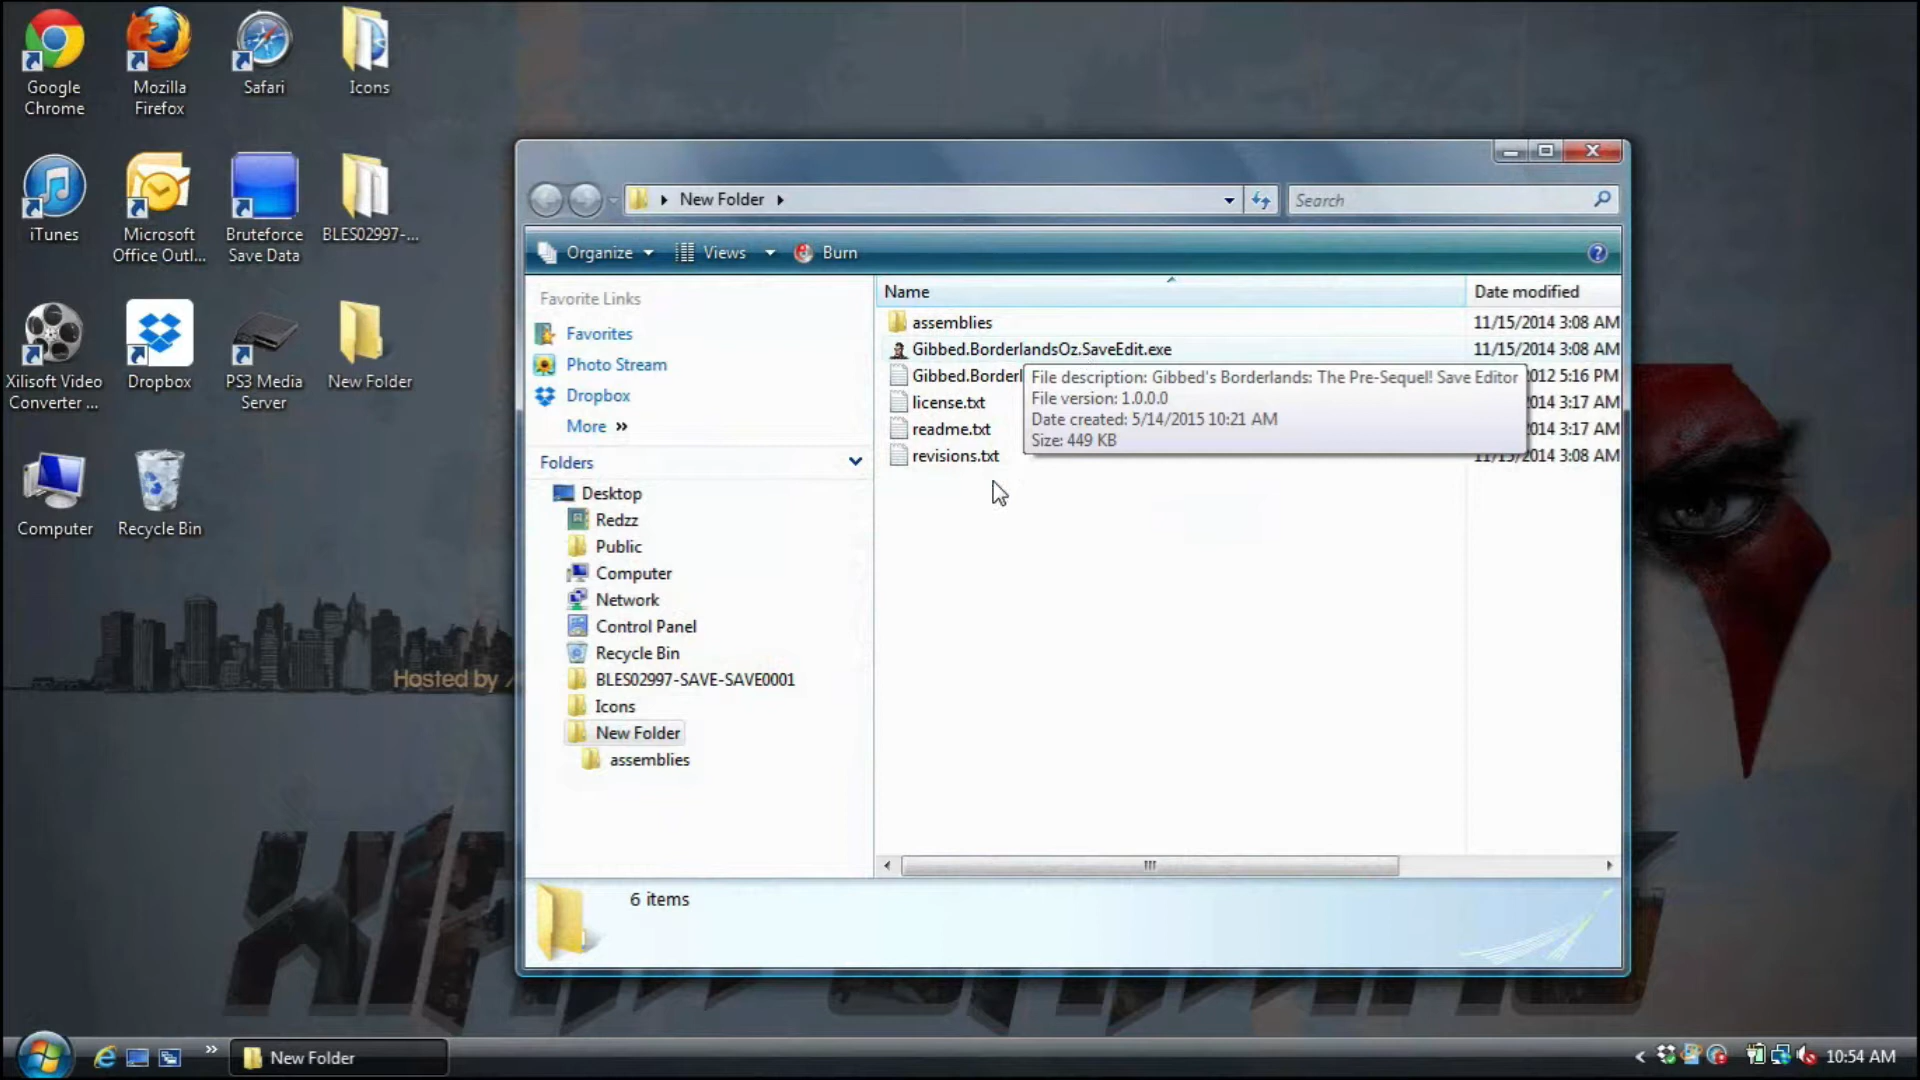 Google
Chrome
Mozilla
Firefox
Safari
Icons
iTunes
Microsoft
Office Outl...
Bruteforce
Save Data
BLES02997-...
Xilisoft Video
Converter ...
Dropbox
PS3 Media
Server
New Folder
Computer
Recycle Bin
Hosted by
New Folder
Search
Organize
Views
Burn
Favorite Links
Favorites
Photo Stream
Dropbox
More »
Folders
Desktop
Redzz
Public
Computer
Network
Control Panel
Recycle Bin
BLES02997-SAVE-SAVE0001
Icons
New Folder
assemblies
Name Date modified
assemblies 11/15/2014 3:08 AM
Gibbed.BorderlandsOz.SaveEdit.exe 11/15/2014 3:08 AM
Gibbed.Borderl 2012 5:16 PM
license.txt 2014 3:17 AM
readme.txt 2014 3:17 AM
revisions.txt 11/15/2014 3:08 AM
File description: Gibbed's Borderlands: The Pre-Sequel! Save Editor
File version: 1.0.0.0
Date created: 5/14/2015 10:21 AM
Size: 449 KB
6 items
New Folder
10:54 AM